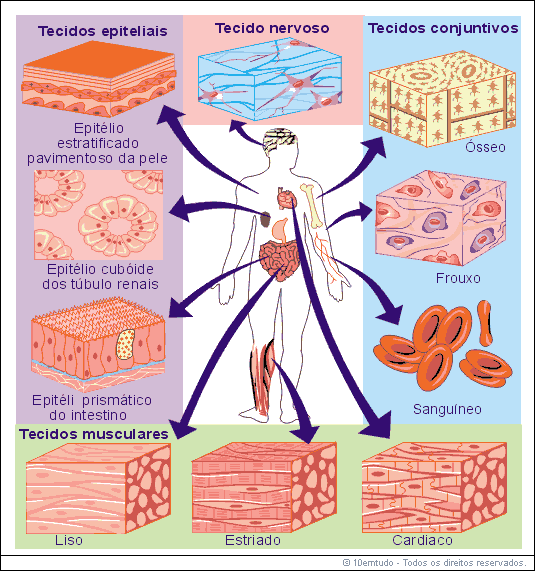 Tecidos epiteliais
Tecido nervoso
Tecidos conjuntivos
Epitélio
estratificado
pavimentoso da pele
Ósseo
Epitélio cubóide
dos túbulo renais
Frouxo
Epitéli prismático
do intestino
Sanguíneo
Tecidos musculares
Liso
Estriado
Cardíaco
© 10emtudo - Todos os direitos reservados.